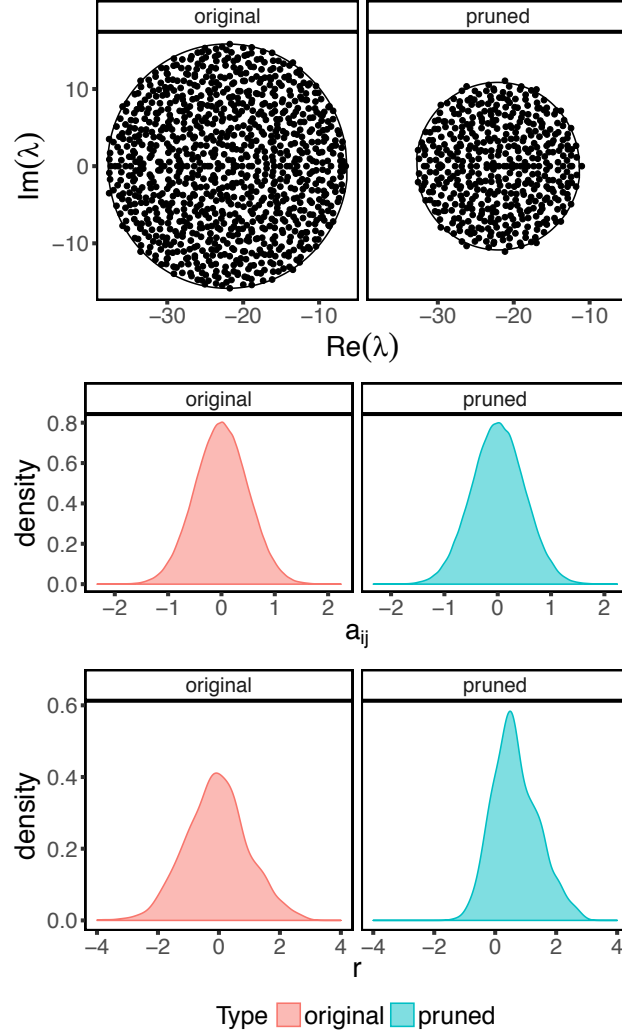 original pruned
Im(λ)
10
0
−10
−30 −20 −10 −30 −20 −10
Re(λ)
original pruned
density
0.8
0.6
0.4
0.2
0.0
−2 −1 0 1 2 −2 −1 0 1 2
a_ij
original pruned
density
0.6
0.4
0.2
0.0
−4 −2 0 2 4 −4 −2 0 2 4
r
Type original pruned